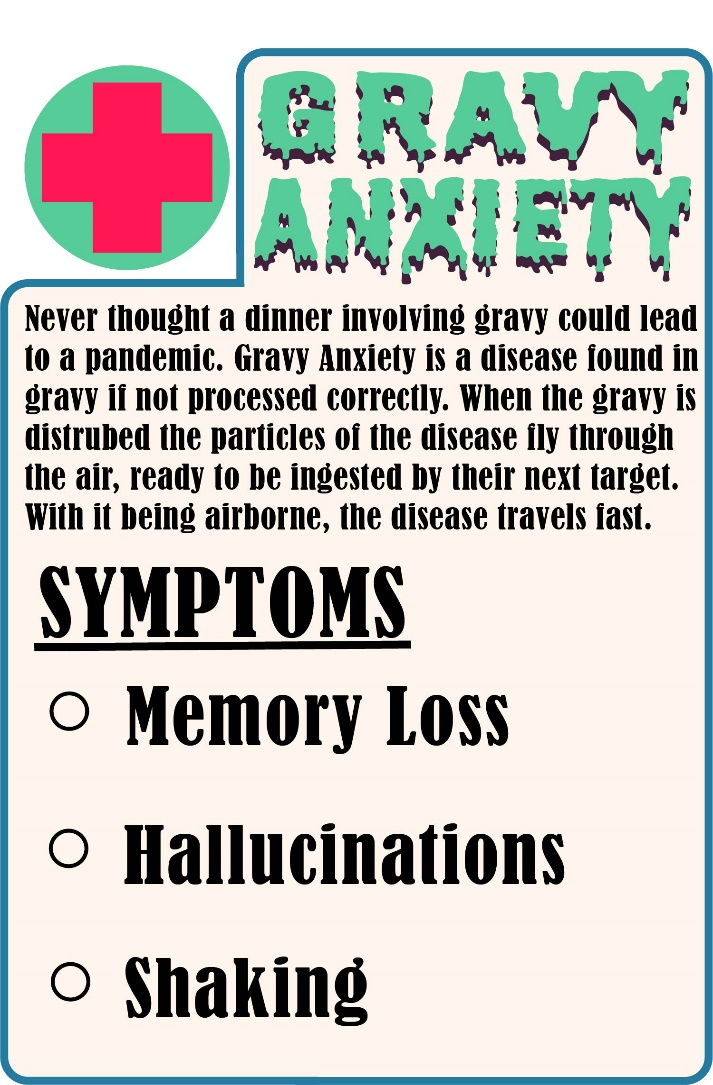 GRAVY
ANXIETY
Never thought a dinner involving gravy could lead
to a pandemic. Gravy Anxiety is a disease found in
gravy if not processed correctly. When the gravy is
distrubed the particles of the disease fly through
the air, ready to be ingested by their next target.
With it being airborne, the disease travels fast.
SYMPTOMS
Memory Loss
Hallucinations
Shaking